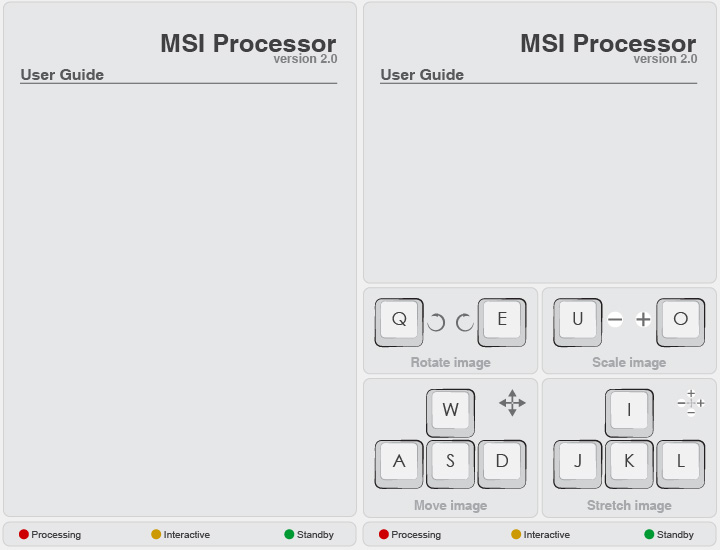 MSI Processor
version 2.0
User Guide
Processing Interactive Standby
MSI Processor
version 2.0
User Guide
Q E
Rotate image
U O
Scale image
W
A S D
Move image
I
J K L
Stretch image
Processing Interactive Standby